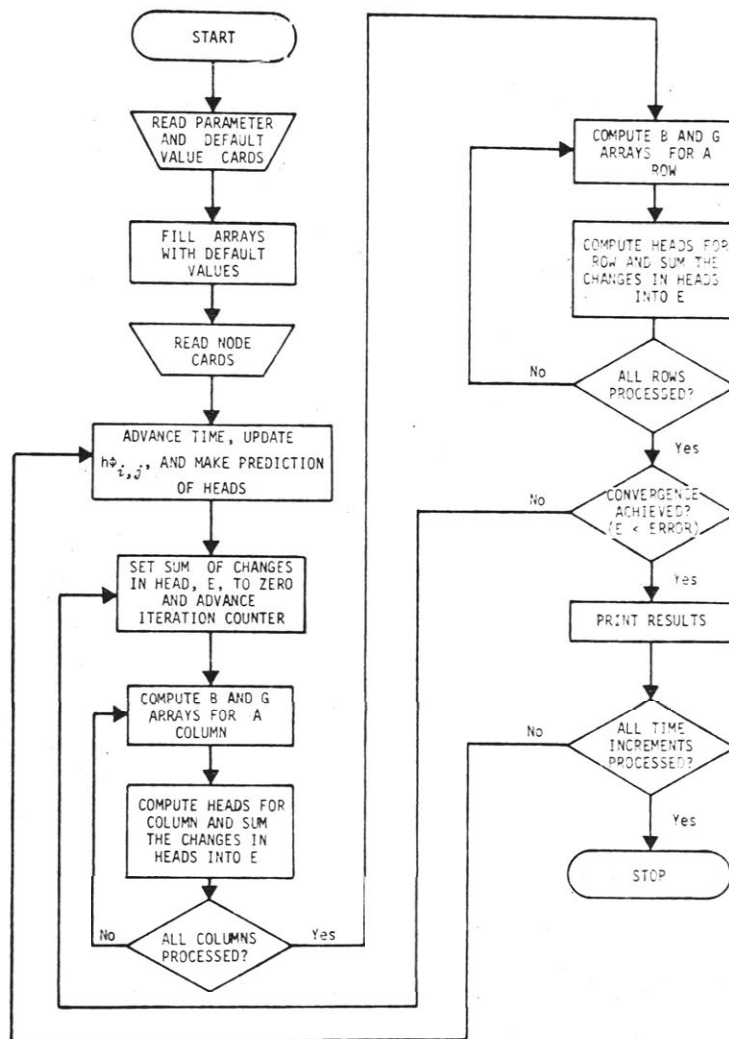 START
READ PARAMETER
AND DEFAULT
VALUE CARDS
FILL ARRAYS
WITH DEFAULT
VALUES
READ NODE
CARDS
ADVANCE TIME, UPDATE
hΦi,j, AND MAKE PREDICTION
OF HEADS
SET SUM OF CHANGES
IN HEAD, E, TO ZERO
AND ADVANCE
ITERATION COUNTER
COMPUTE B AND G
ARRAYS FOR A
COLUMN
COMPUTE HEADS FOR
COLUMN AND SUM
THE CHANGES IN
HEADS INTO E
No
ALL COLUMNS
PROCESSED?
Yes
COMPUTE B AND G
ARRAYS FOR A
ROW
COMPUTE HEADS FOR
ROW AND SUM THE
CHANGES IN HEADS
INTO E
No
ALL ROWS
PROCESSED?
Yes
No
CONVERGENCE
ACHIEVED?
(E < ERROR)
Yes
PRINT RESULTS
No
ALL TIME
INCREMENTS
PROCESSED?
Yes
STOP